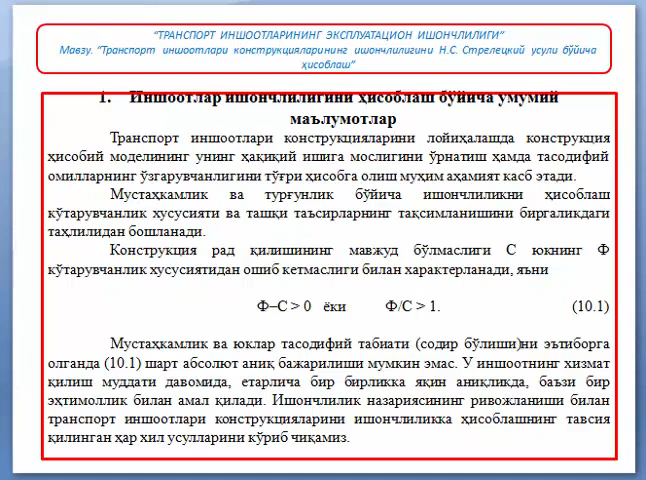 “ТРАНСПОРТ ИНШООТЛАРИНИНГ ЭКСПЛУАТАЦИОН ИШОНЧЛИЛИГИ”
Мавзу. “Транспорт иншоотлари конструкцияларининг ишончлилигини Н.С. Стрелецкий усули бўйича
ҳисоблаш”
1. Иншоотлар ишончлилигини ҳисоблаш бўйича умумий
маълумотлар
Транспорт иншоотлари конструкцияларини лойиҳалашда конструкция
ҳисобий моделининг унинг ҳақиқий ишига мослигини ўрнатиш ҳамда тасодифий
омилларнинг ўзгарувчанлигини тўғри ҳисобга олиш муҳим аҳамият касб этади.
Мустаҳкамлик ва турғунлик бўйича ишончлиликни ҳисоблаш
кўтарувчанлик хусусияти ва ташқи таъсирларнинг тақсимланишини биргаликдаги
таҳлилидан бошланади.
Конструкция рад қилишининг мавжуд бўлмаслиги С юкнинг Ф
кўтарувчанлик хусусиятидан ошиб кетмаслиги билан характерланади, яъни
Ф–С > 0 ёки Ф/С > 1. (10.1)
Мустаҳкамлик ва юклар тасодифий табиати (содир бўлиши)ни эътиборга
олганда (10.1) шарт абсолют аниқ бажарилиши мумкин эмас. У иншоотнинг хизмат
қилиш муддати давомида, етарлича бир бирликка яқин аниқликда, баъзи бир
эҳтимоллик билан амал қилади. Ишончлилик назариясининг ривожланиши билан
транспорт иншоотлари конструкцияларини ишончлиликка ҳисоблашнинг тавсия
қилинган ҳар хил усулларини кўриб чиқамиз.